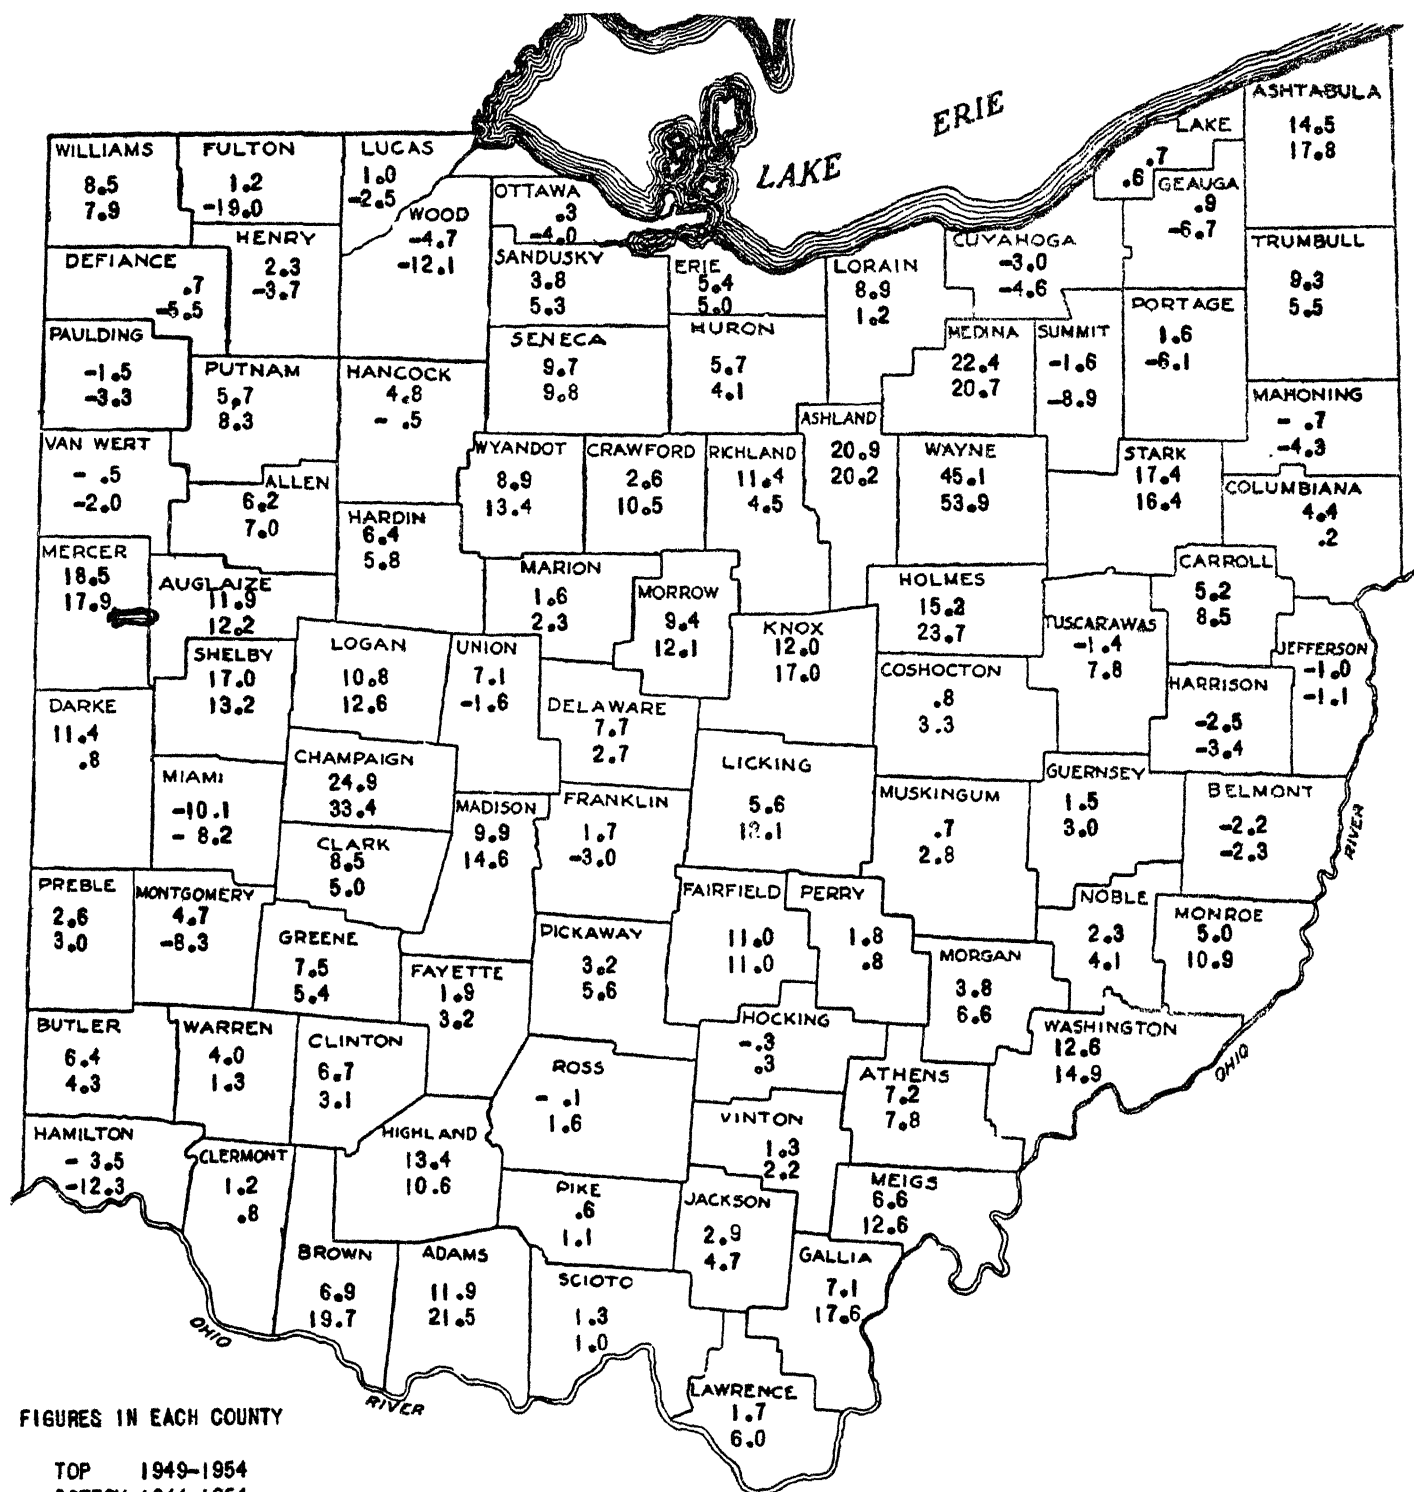 ERIE
LAKE
ASHTABULA
14.5
17.8
LAKE
.7
.6
GEAUGA
.9
-6.7
WILLIAMS
8.5
7.9
FULTON
1.2
-19.0
LUCAS
1.0
-2.5
WOOD
-4.7
-12.1
OTTAWA
.3
-4.0
HENRY
2.3
-3.7
DEFIANCE
.7
-5.5
SANDUSKY
3.8
5.3
ERIE
5.4
5.0
LORAIN
8.9
1.2
CUYAHOGA
-3.0
-4.6
TRUMBULL
9.3
5.5
PAULDING
-1.5
-3.3
PUTNAM
5.7
8.3
HANCOCK
4.8
- .5
SENECA
9.7
9.8
HURON
5.7
4.1
MEDINA
22.4
20.7
SUMMIT
-1.6
-8.9
PORTAGE
1.6
-6.1
MAHONING
- .7
-4.3
VAN WERT
- .5
-2.0
ALLEN
6.2
7.0
WYANDOT
8.9
13.4
CRAWFORD
2.6
10.5
RICHLAND
11.4
4.5
ASHLAND
20.9
20.2
WAYNE
45.1
53.9
STARK
17.4
16.4
COLUMBIANA
4.4
.2
HARDIN
6.4
5.8
MERCER
18.5
17.9
AUGLAIZE
11.9
12.2
MARION
1.6
2.3
MORROW
9.4
12.1
HOLMES
15.2
23.7
CARROLL
5.2
8.5
TUSCARAWAS
-1.4
7.8
JEFFERSON
-1.0
-1.1
SHELBY
17.0
13.2
LOGAN
10.8
12.6
UNION
7.1
-1.6
KNOX
12.0
17.0
COSHOCTON
.8
3.3
HARRISON
-2.5
-3.4
DARKE
11.4
.8
DELAWARE
7.7
2.7
CHAMPAIGN
24.9
33.4
MIAMI
-10.1
- 8.2
LICKING
5.6
12.1
GUERNSEY
1.5
3.0
BELMONT
-2.2
-2.3
MADISON
9.9
14.6
FRANKLIN
1.7
-3.0
MUSKINGUM
.7
2.8
CLARK
8.5
5.0
RIVER
PREBLE
2.6
3.0
MONTGOMERY
4.7
-8.3
FAIRFIELD
11.0
11.0
PERRY
1.8
.8
NOBLE
2.3
4.1
MONROE
5.0
10.9
GREENE
7.5
5.4
PICKAWAY
3.2
5.6
MORGAN
3.8
6.6
FAYETTE
1.9
3.2
BUTLER
6.4
4.3
WARREN
4.0
1.3
CLINTON
6.7
3.1
HOCKING
-.3
.3
WASHINGTON
12.6
14.9
OHIO
ROSS
- .1
1.6
ATHENS
7.2
7.8
VINTON
1.3
2.2
HAMILTON
- 3.5
-12.3
HIGHLAND
13.4
10.6
CLERMONT
1.2
.8
PIKE
.6
1.1
JACKSON
2.9
4.7
MEIGS
6.6
12.6
BROWN
6.9
19.7
ADAMS
11.9
21.5
GALLIA
7.1
17.6
SCIOTO
1.3
1.0
OHIO
RIVER
LAWRENCE
1.7
6.0
FIGURES IN EACH COUNTY
TOP 1949-1954